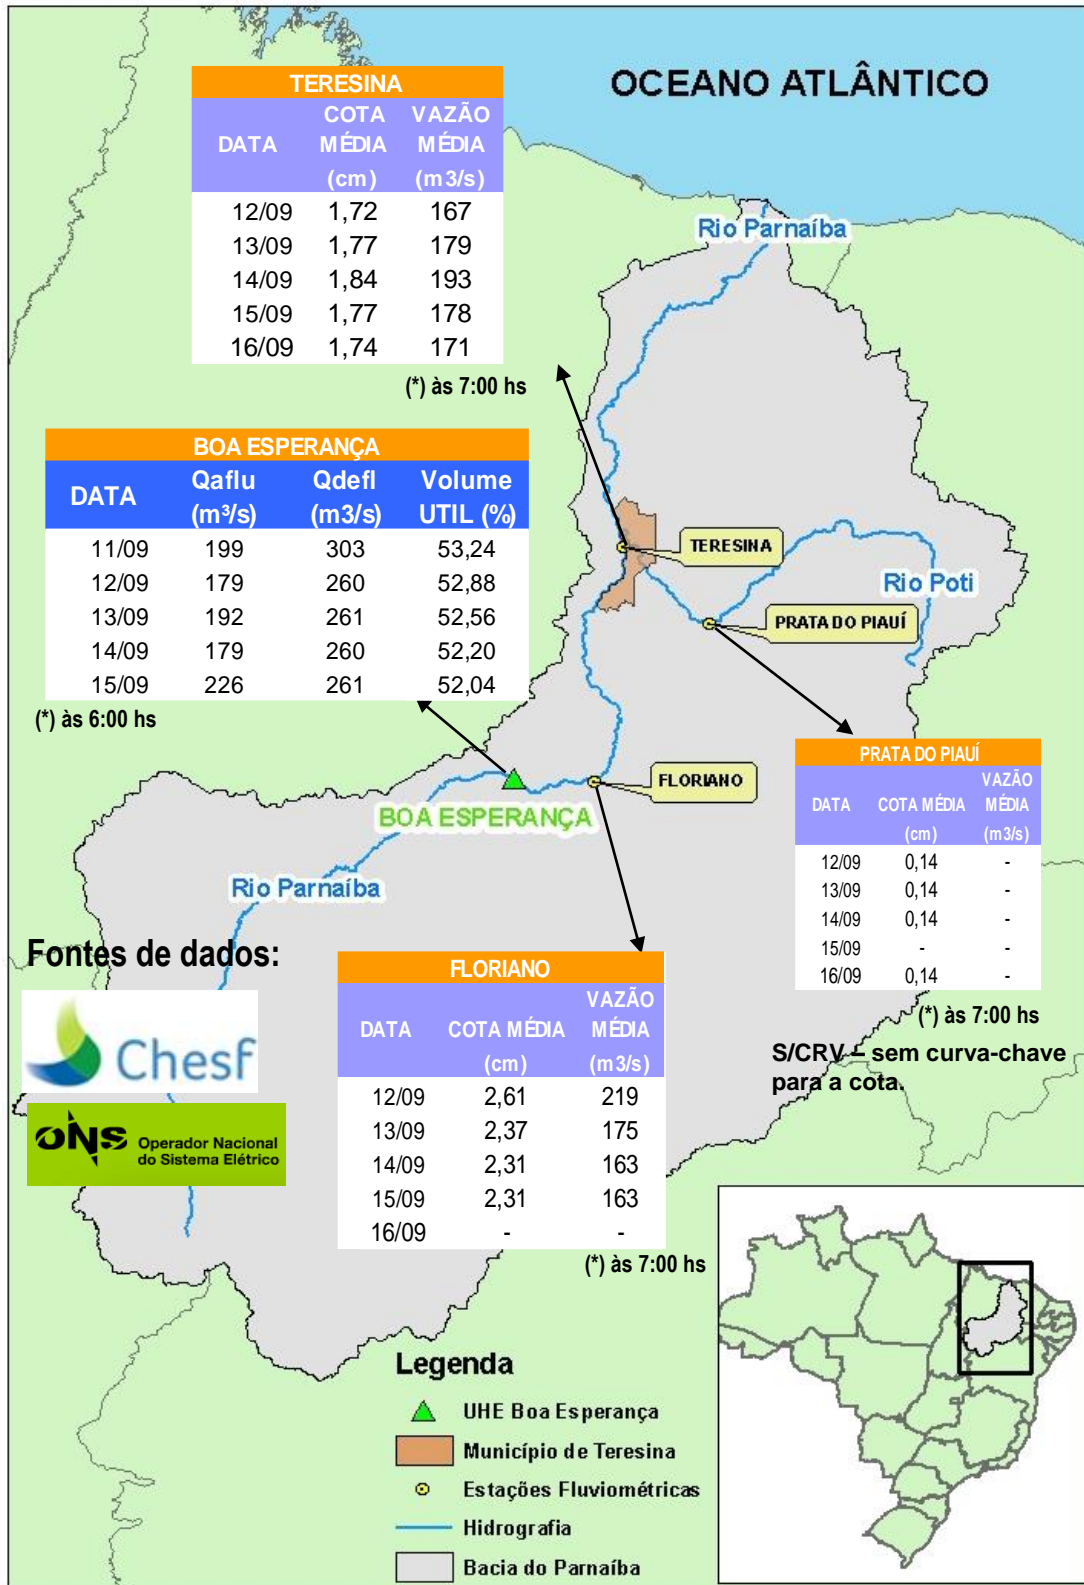 OCEANO ATLÂNTICO
TERESINA
DATA COTA MÉDIA (cm) VAZÃO MÉDIA (m3/s)
12/09 1,72 167
13/09 1,77 179
14/09 1,84 193
15/09 1,77 178
16/09 1,74 171
(*) às 7:00 hs
Rio Parnaíba
BOA ESPERANÇA
DATA Qaflu (m³/s) Qdefl (m3/s) Volume UTIL (%)
11/09 199 303 53,24
12/09 179 260 52,88
13/09 192 261 52,56
14/09 179 260 52,20
15/09 226 261 52,04
(*) às 6:00 hs
TERESINA
Rio Poti
PRATA DO PIAUÍ
FLORIANO
BOA ESPERANÇA
Rio Parnaíba
PRATA DO PIAUÍ
DATA COTA MÉDIA (cm) VAZÃO MÉDIA (m3/s)
12/09 0,14 -
13/09 0,14 -
14/09 0,14 -
15/09 - -
16/09 0,14 -
(*) às 7:00 hs
S/CRV – sem curva-chave
para a cota.
Fontes de dados:
Chesf
ONS Operador Nacional
do Sistema Elétrico
FLORIANO
DATA COTA MÉDIA (cm) VAZÃO MÉDIA (m3/s)
12/09 2,61 219
13/09 2,37 175
14/09 2,31 163
15/09 2,31 163
16/09 - -
(*) às 7:00 hs
Legenda
UHE Boa Esperança
Município de Teresina
Estações Fluviométricas
Hidrografia
Bacia do Parnaíba